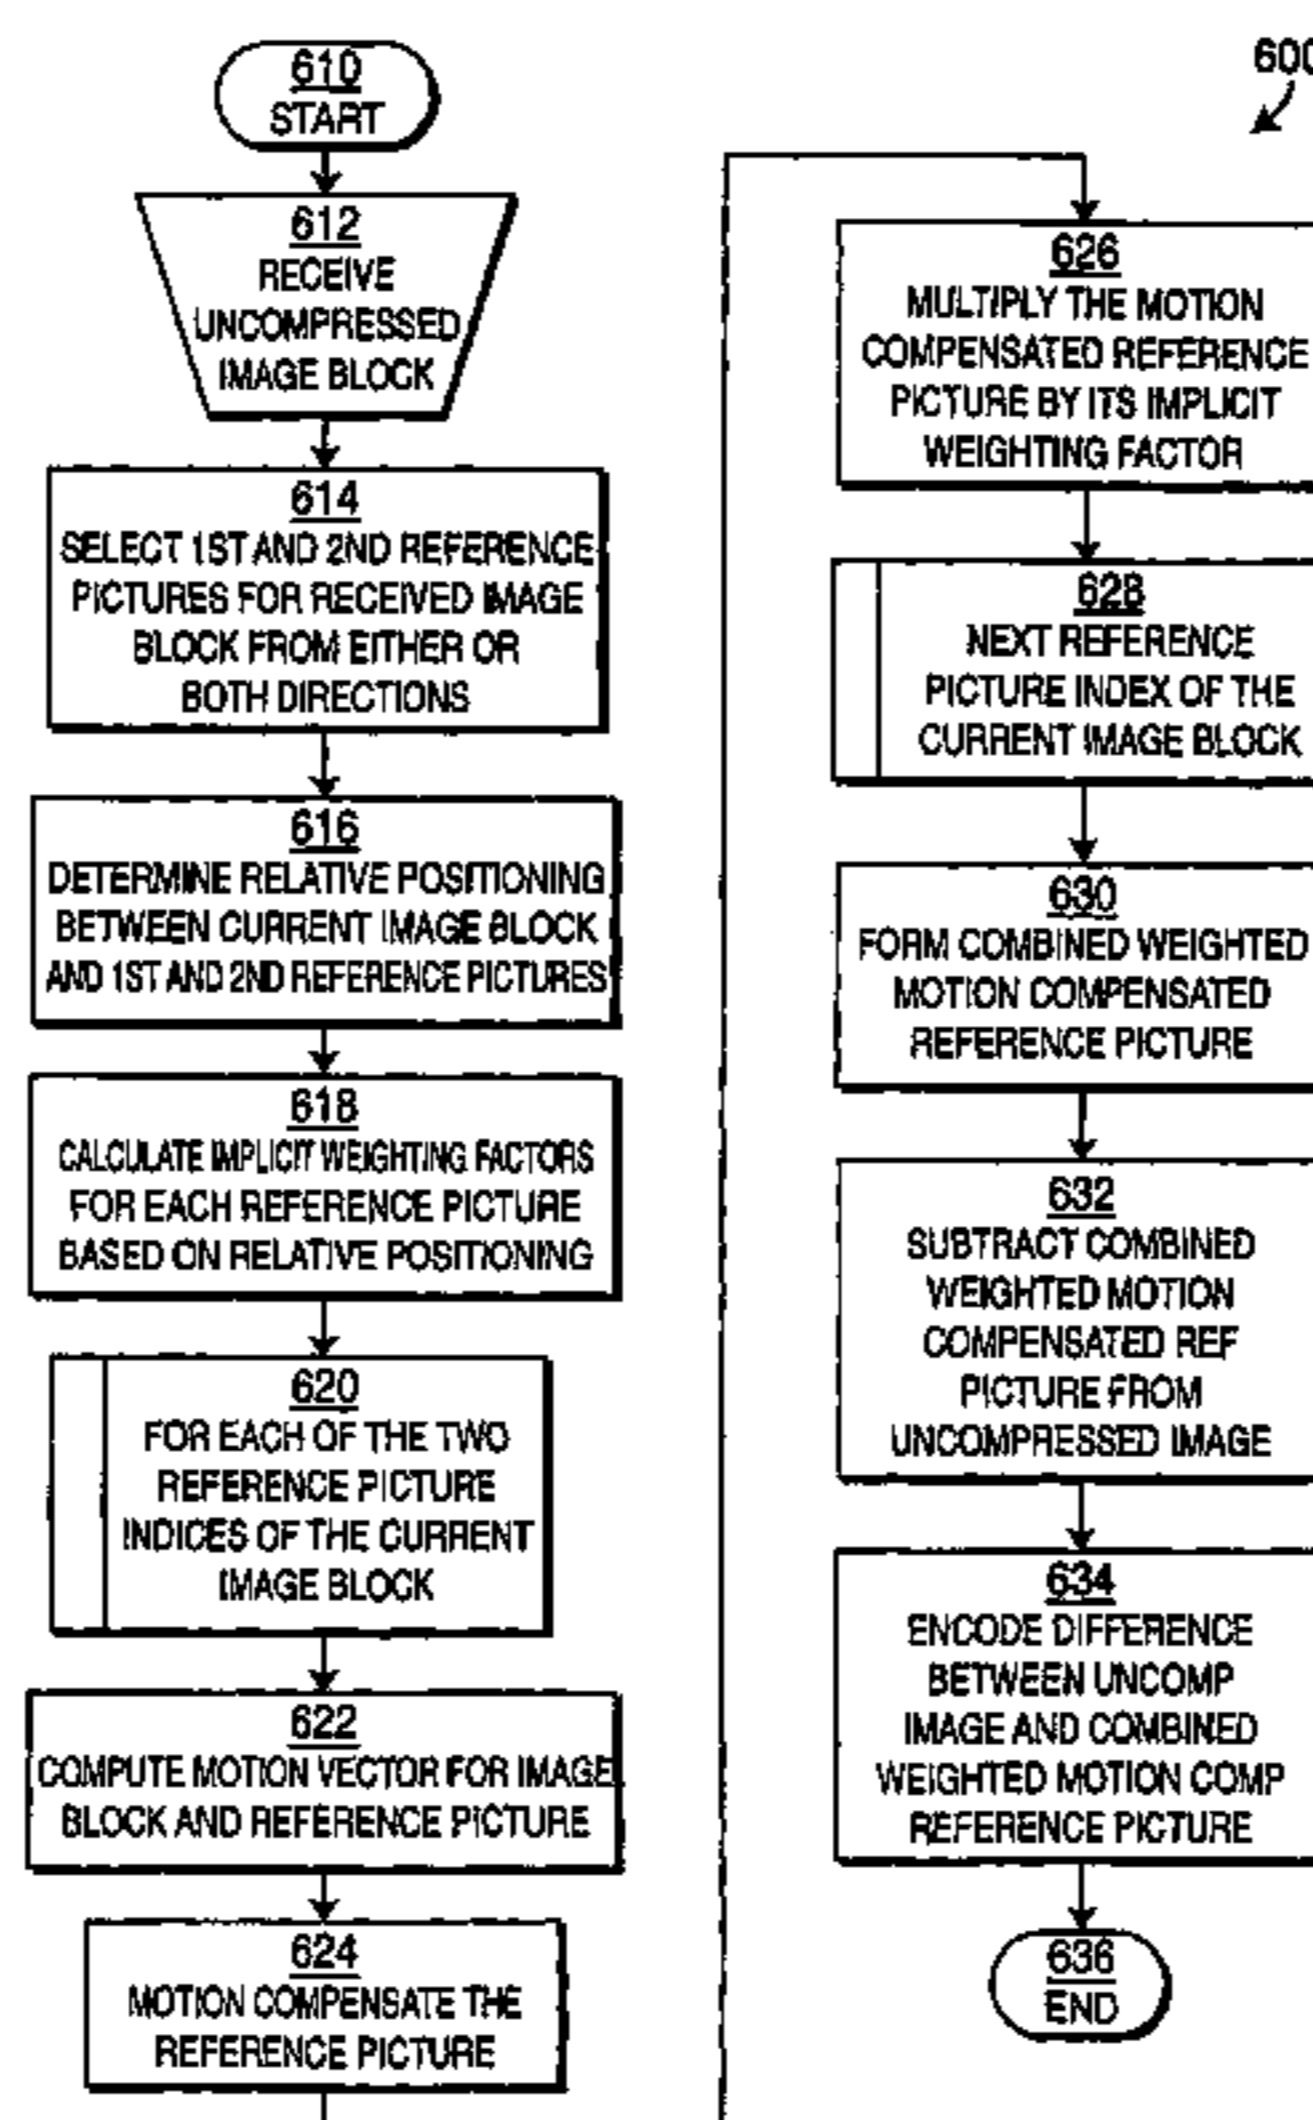 610
START
612
RECEIVE
UNCOMPRESSED
IMAGE BLOCK
614
SELECT 1ST AND 2ND REFERENCE
PICTURES FOR RECEIVED IMAGE
BLOCK FROM EITHER OR
BOTH DIRECTIONS
616
DETERMINE RELATIVE POSITIONING
BETWEEN CURRENT IMAGE BLOCK
AND 1ST AND 2ND REFERENCE PICTURES
618
CALCULATE IMPLICIT WEIGHTING FACTORS
FOR EACH REFERENCE PICTURE
BASED ON RELATIVE POSITIONING
620
FOR EACH OF THE TWO
REFERENCE PICTURE
INDICES OF THE CURRENT
IMAGE BLOCK
622
COMPUTE MOTION VECTOR FOR IMAGE
BLOCK AND REFERENCE PICTURE
624
MOTION COMPENSATE THE
REFERENCE PICTURE
600
626
MULTIPLY THE MOTION
COMPENSATED REFERENCE
PICTURE BY ITS IMPLICIT
WEIGHTING FACTOR
628
NEXT REFERENCE
PICTURE INDEX OF THE
CURRENT IMAGE BLOCK
630
FORM COMBINED WEIGHTED
MOTION COMPENSATED
REFERENCE PICTURE
632
SUBTRACT COMBINED
WEIGHTED MOTION
COMPENSATED REF
PICTURE FROM
UNCOMPRESSED IMAGE
634
ENCODE DIFFERENCE
BETWEEN UNCOMP
IMAGE AND COMBINED
WEIGHTED MOTION COMP
REFERENCE PICTURE
636
END